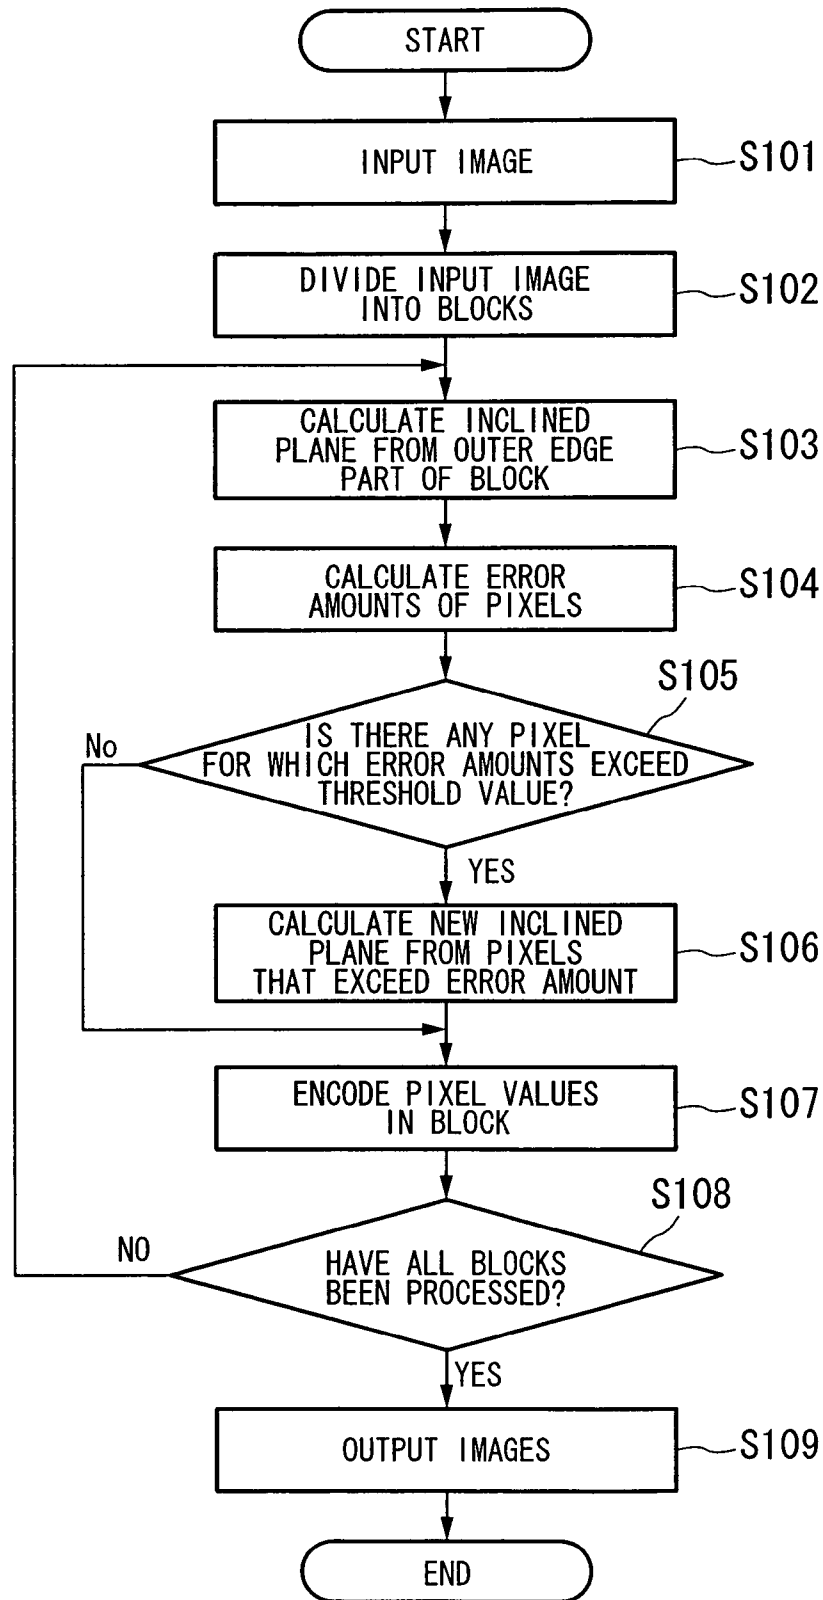 START
INPUT IMAGE
S101
DIVIDE INPUT IMAGE
INTO BLOCKS
S102
CALCULATE INCLINED
PLANE FROM OUTER EDGE
PART OF BLOCK
S103
CALCULATE ERROR
AMOUNTS OF PIXELS
S104
S105
IS THERE ANY PIXEL
FOR WHICH ERROR AMOUNTS EXCEED
THRESHOLD VALUE?
No
YES
CALCULATE NEW INCLINED
PLANE FROM PIXELS
THAT EXCEED ERROR AMOUNT
S106
ENCODE PIXEL VALUES
IN BLOCK
S107
S108
HAVE ALL BLOCKS
BEEN PROCESSED?
NO
YES
OUTPUT IMAGES
S109
END